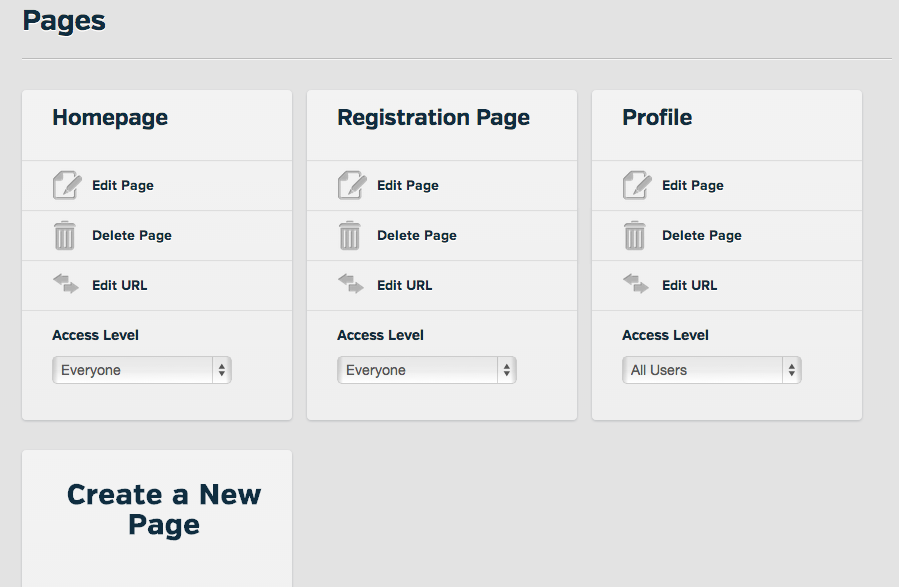 Pages
Homepage
Edit Page
Delete Page
Edit URL
Access Level
Everyone
Registration Page
Edit Page
Delete Page
Edit URL
Access Level
Everyone
Profile
Edit Page
Delete Page
Edit URL
Access Level
All Users
Create a New
Page